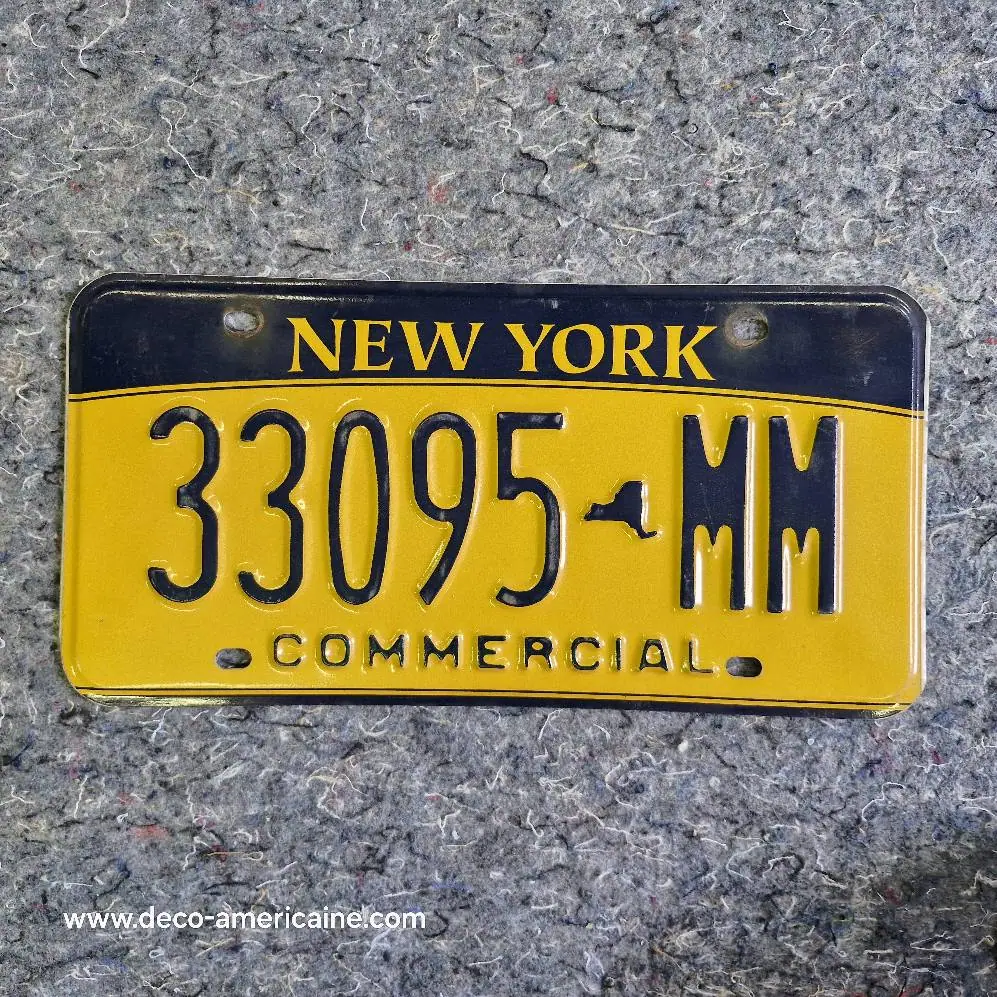 NEW YORK
33095 MM
COMMERCIAL
www.deco-americaine.com